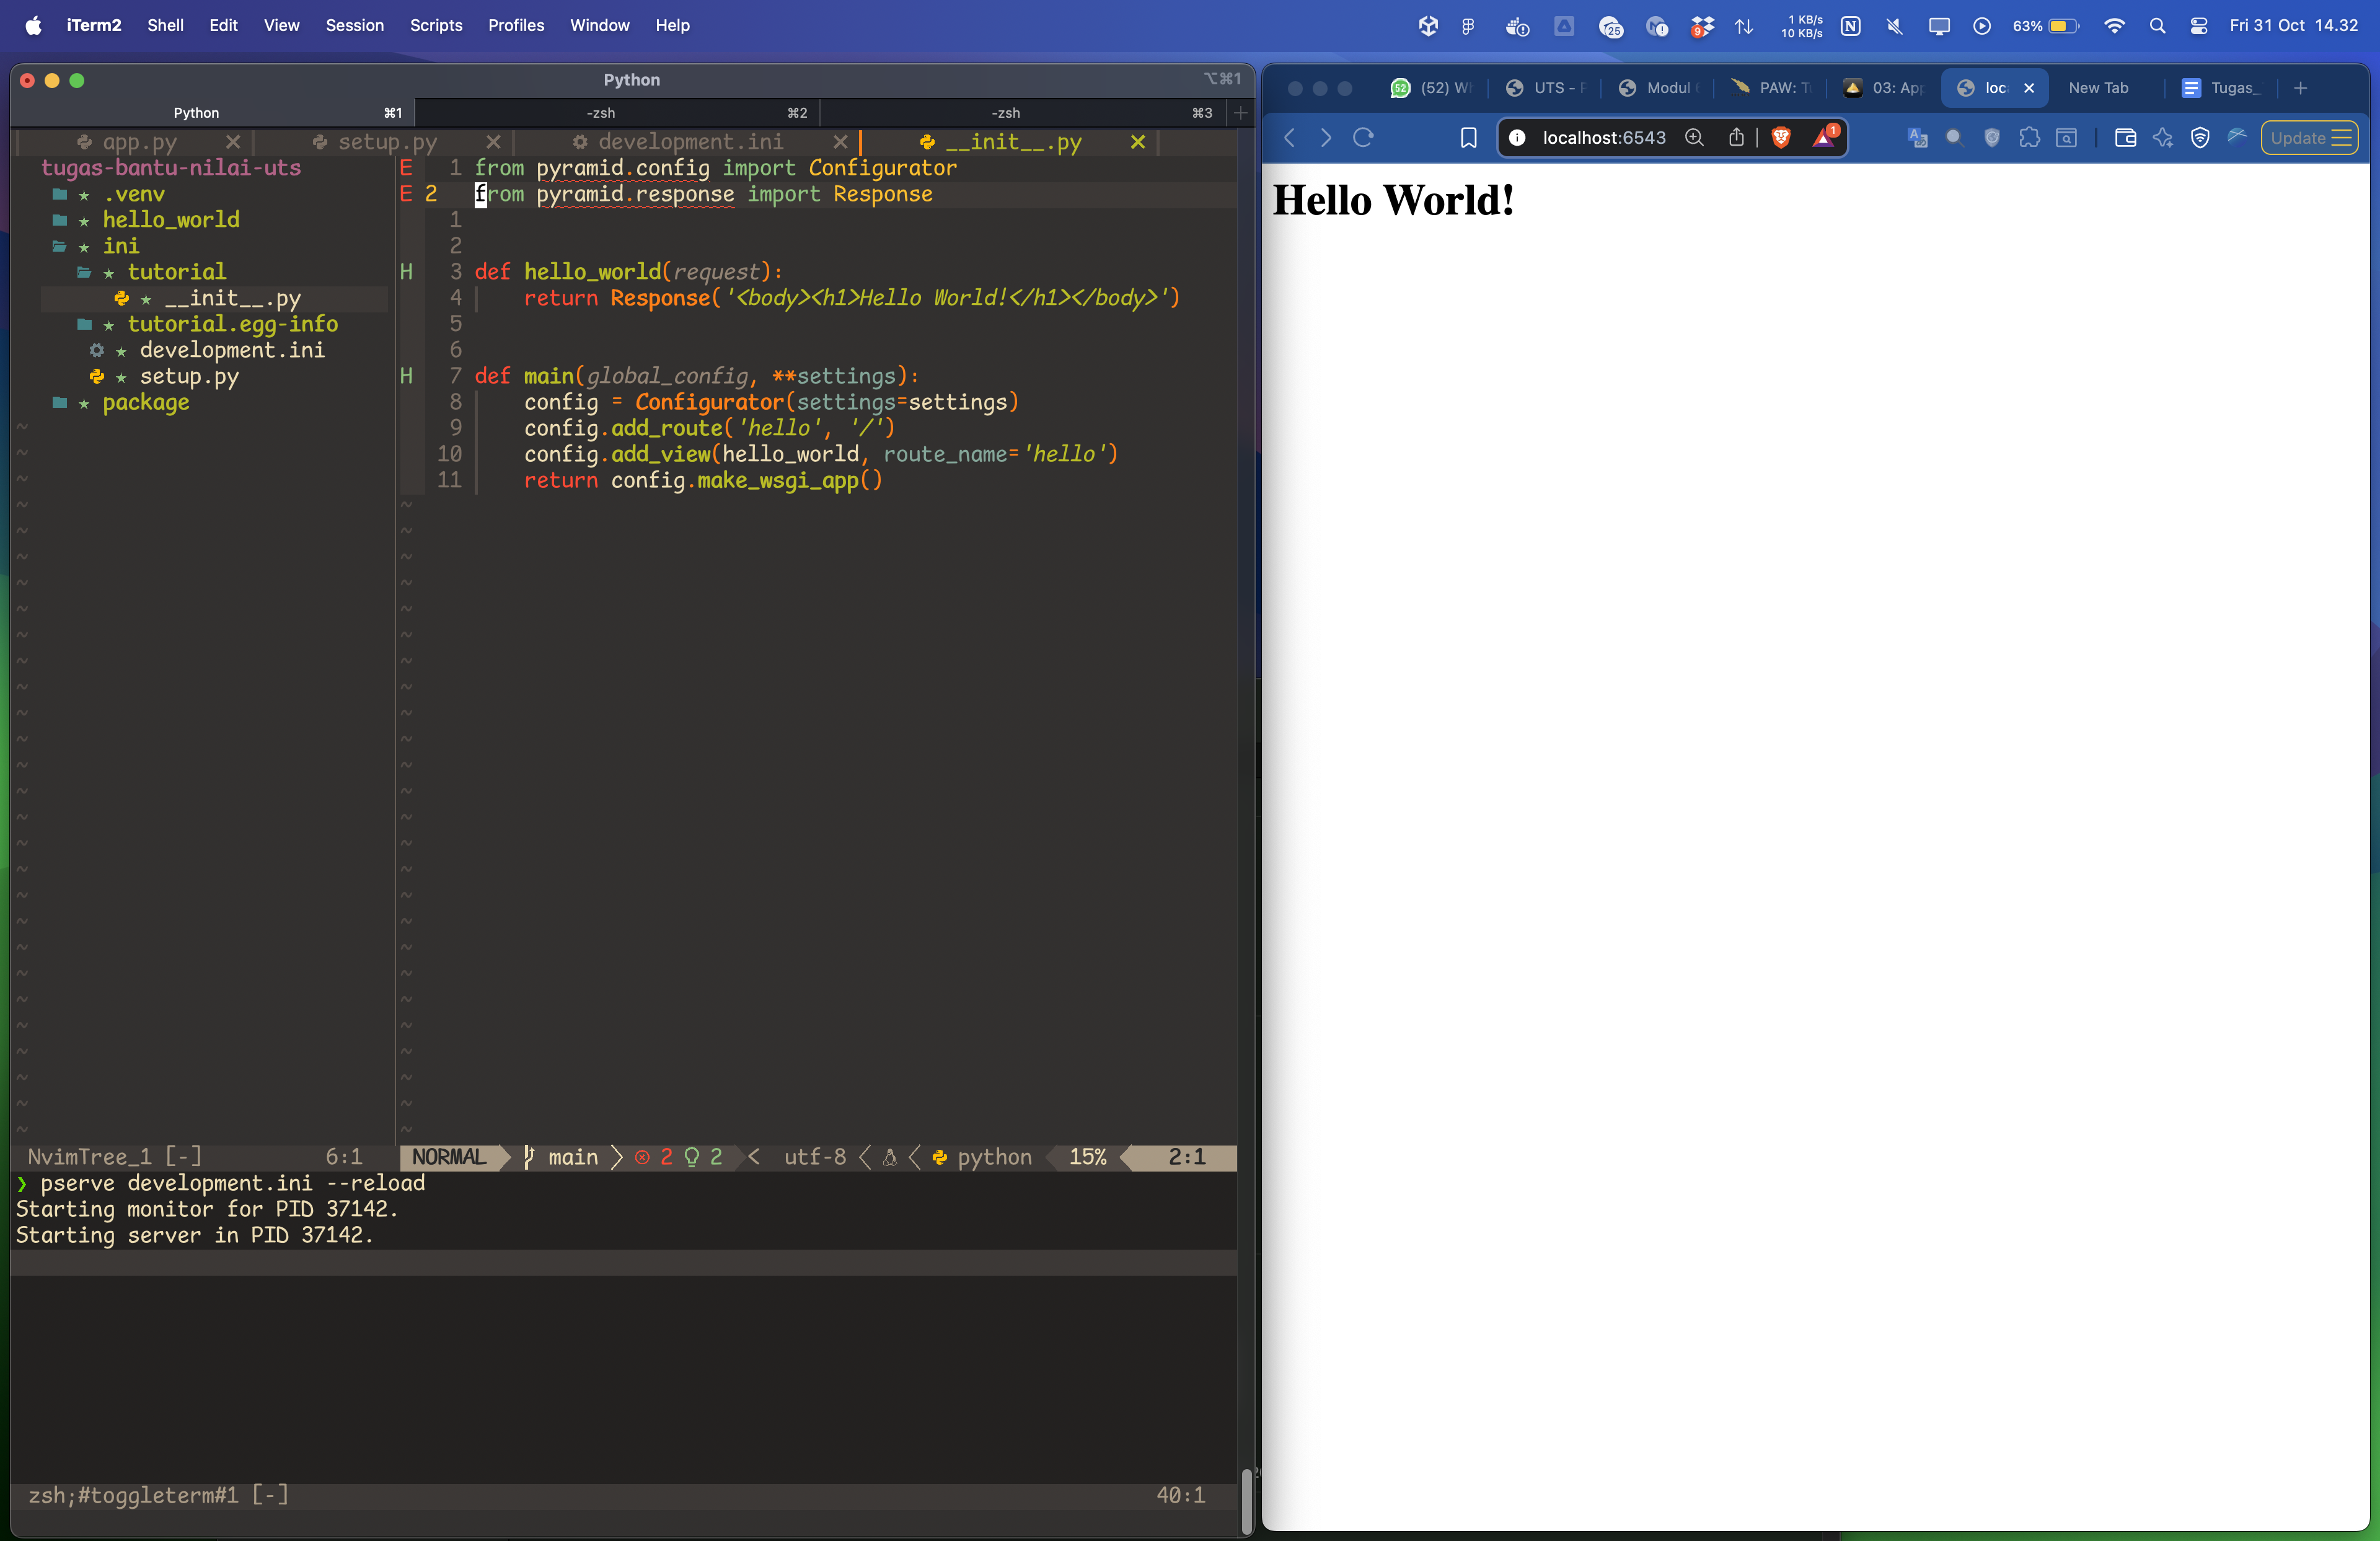 iTerm2 Shell Edit View Session Scripts Profiles Window Help
25
9
1 KB/s
10 KB/s
63%
Fri 31 Oct 14.32
Python
⌥⌘1
Python ⌘1
-zsh ⌘2
-zsh ⌘3
app.py
setup.py
development.ini
__init__.py
tugas-bantu-nilai-uts
.venv
hello_world
ini
tutorial
__init__.py
tutorial.egg-info
development.ini
setup.py
package
E 1 from pyramid.config import Configurator
E 2 from pyramid.response import Response
1
2
H 3 def hello_world(request):
4 return Response('<body><h1>Hello World!</h1></body>')
5
6
H 7 def main(global_config, **settings):
8 config = Configurator(settings=settings)
9 config.add_route('hello', '/')
10 config.add_view(hello_world, route_name='hello')
11 return config.make_wsgi_app()
NvimTree_1 [-] 6:1
NORMAL main 2 2 utf-8 python 15% 2:1
❯ pserve development.ini --reload
Starting monitor for PID 37142.
Starting server in PID 37142.
zsh;#toggleterm#1 [-] 40:1
52 (52) W
UTS -
Modul
PAW: T
03: App
loc
New Tab
Tugas_
localhost:6543
1
Update
Hello World!